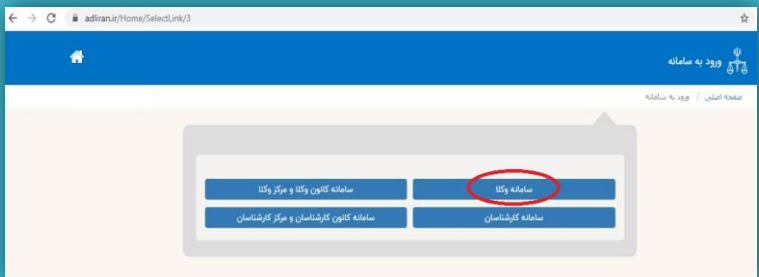 adliran.ir/Home/SelectLink/3
ورود به سامانه
صفحه اصلی / ورود به سامانه
سامانه وکلا
سامانه کانون وکلا و مرکز وکلا
سامانه کارشناسان
سامانه کانون کارشناسان و مرکز کارشناسان